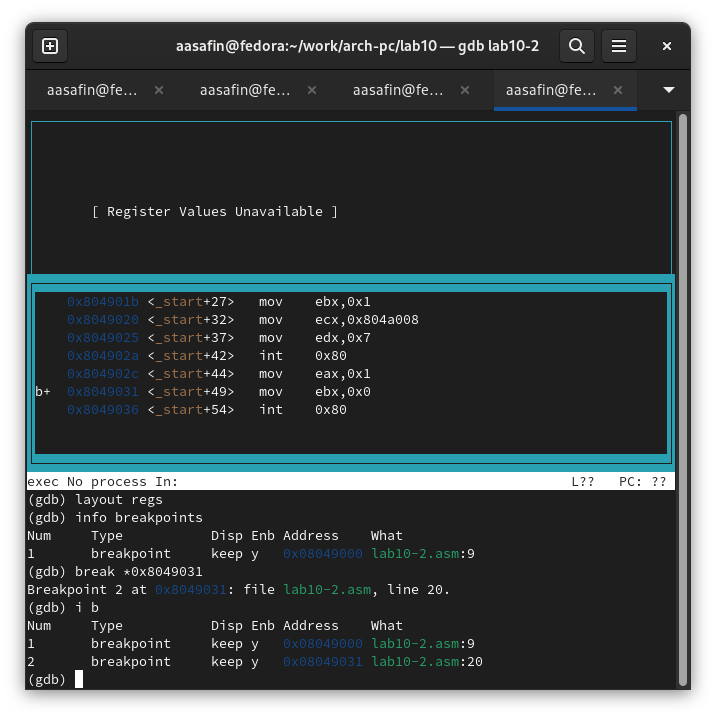 aasafin@fedora:~/work/arch-pc/lab10 — gdb lab10-2
aasafin@fe… × aasafin@fe… × aasafin@fe… × aasafin@fe… ×
[ Register Values Unavailable ]
0x804901b <_start+27> mov ebx,0x1
0x8049020 <_start+32> mov ecx,0x804a008
0x8049025 <_start+37> mov edx,0x7
0x804902a <_start+42> int 0x80
0x804902c <_start+44> mov eax,0x1
b+ 0x8049031 <_start+49> mov ebx,0x0
0x8049036 <_start+54> int 0x80
exec No process In: L?? PC: ??
(gdb) layout regs
(gdb) info breakpoints
Num Type Disp Enb Address What
1 breakpoint keep y 0x08049000 lab10-2.asm:9
(gdb) break *0x8049031
Breakpoint 2 at 0x8049031: file lab10-2.asm, line 20.
(gdb) i b
Num Type Disp Enb Address What
1 breakpoint keep y 0x08049000 lab10-2.asm:9
2 breakpoint keep y 0x08049031 lab10-2.asm:20
(gdb)